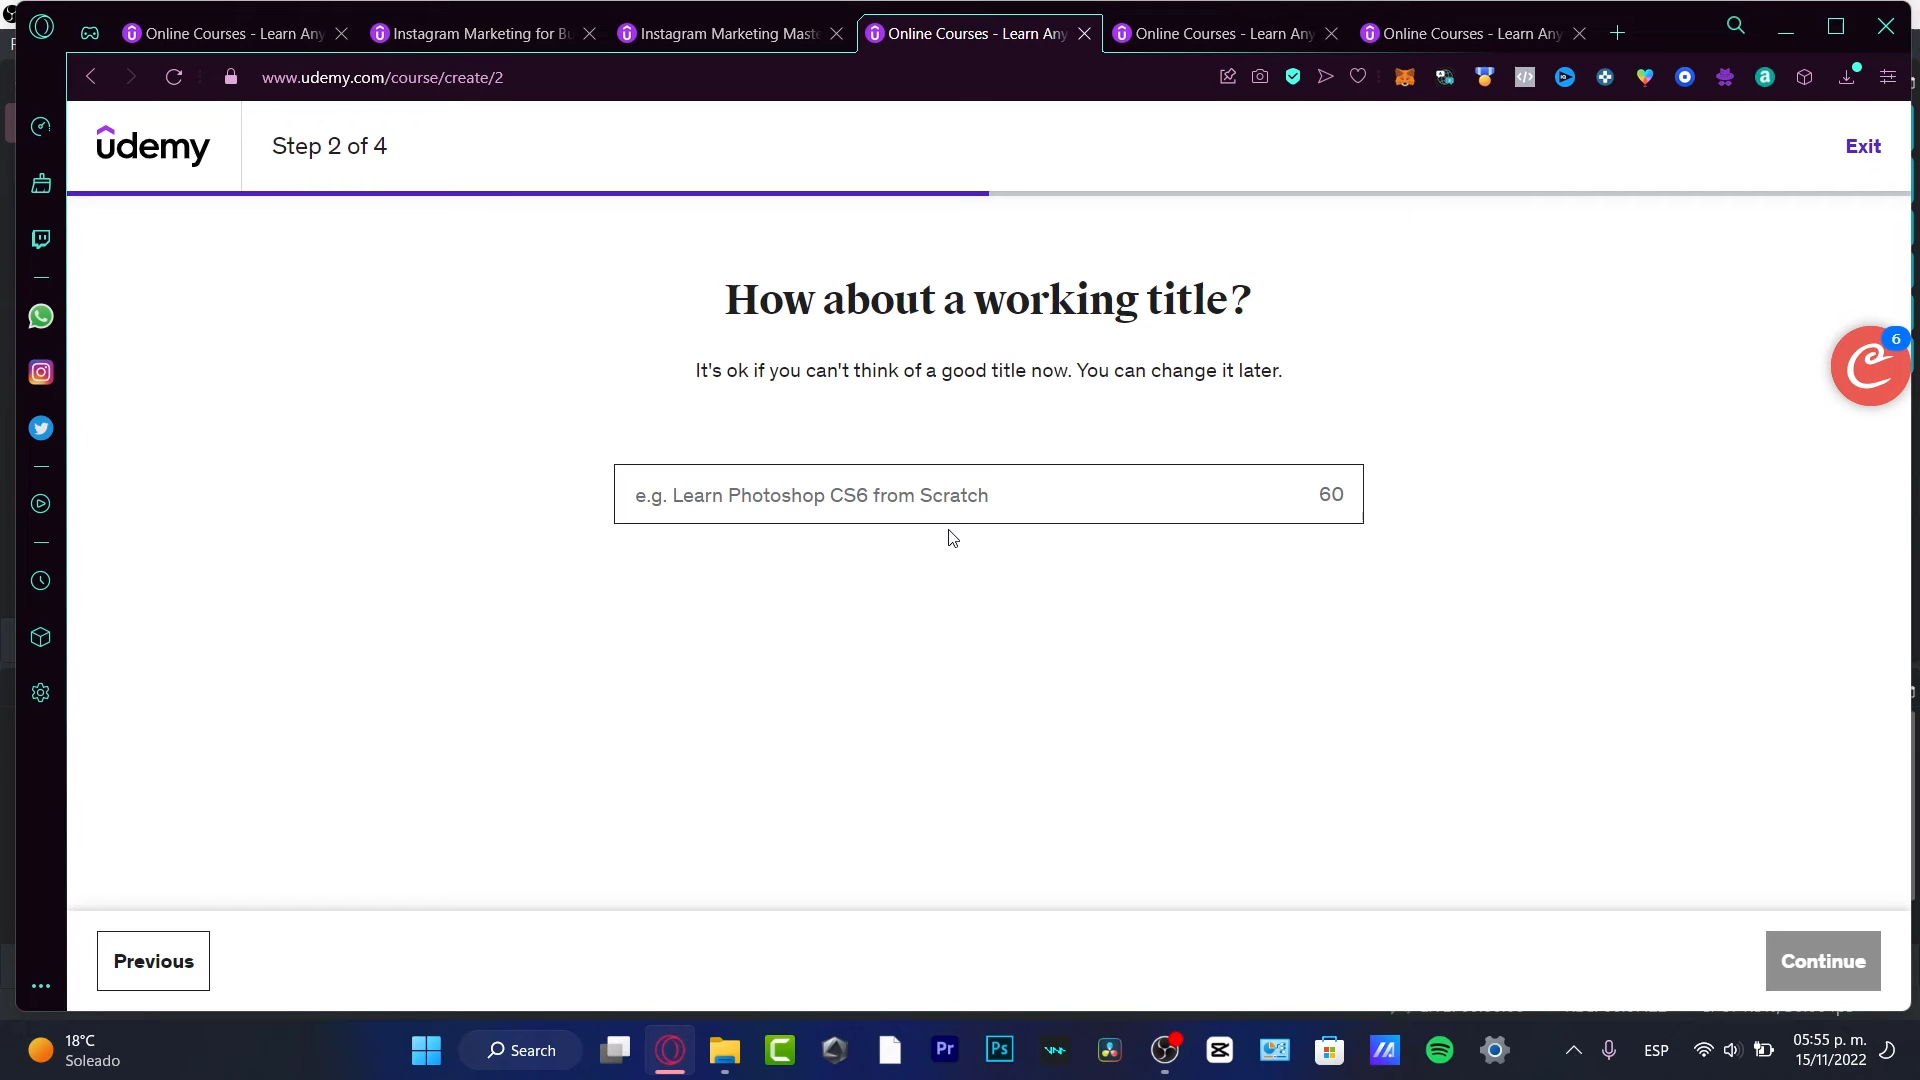 Online Courses - Learn Any
Instagram Marketing for Bu
Instagram Marketing Maste
Online Courses - Learn Any
Online Courses - Learn Any
Online Courses - Learn Any
www.udemy.com/course/create/2
udemy
Step 2 of 4
Exit
How about a working title?
It's ok if you can't think of a good title now. You can change it later.
6
e.g. Learn Photoshop CS6 from Scratch
60
Previous
Continue
18°C
Soleado
Search
Pr
Ps
ESP
05:55 p. m.
15/11/2022